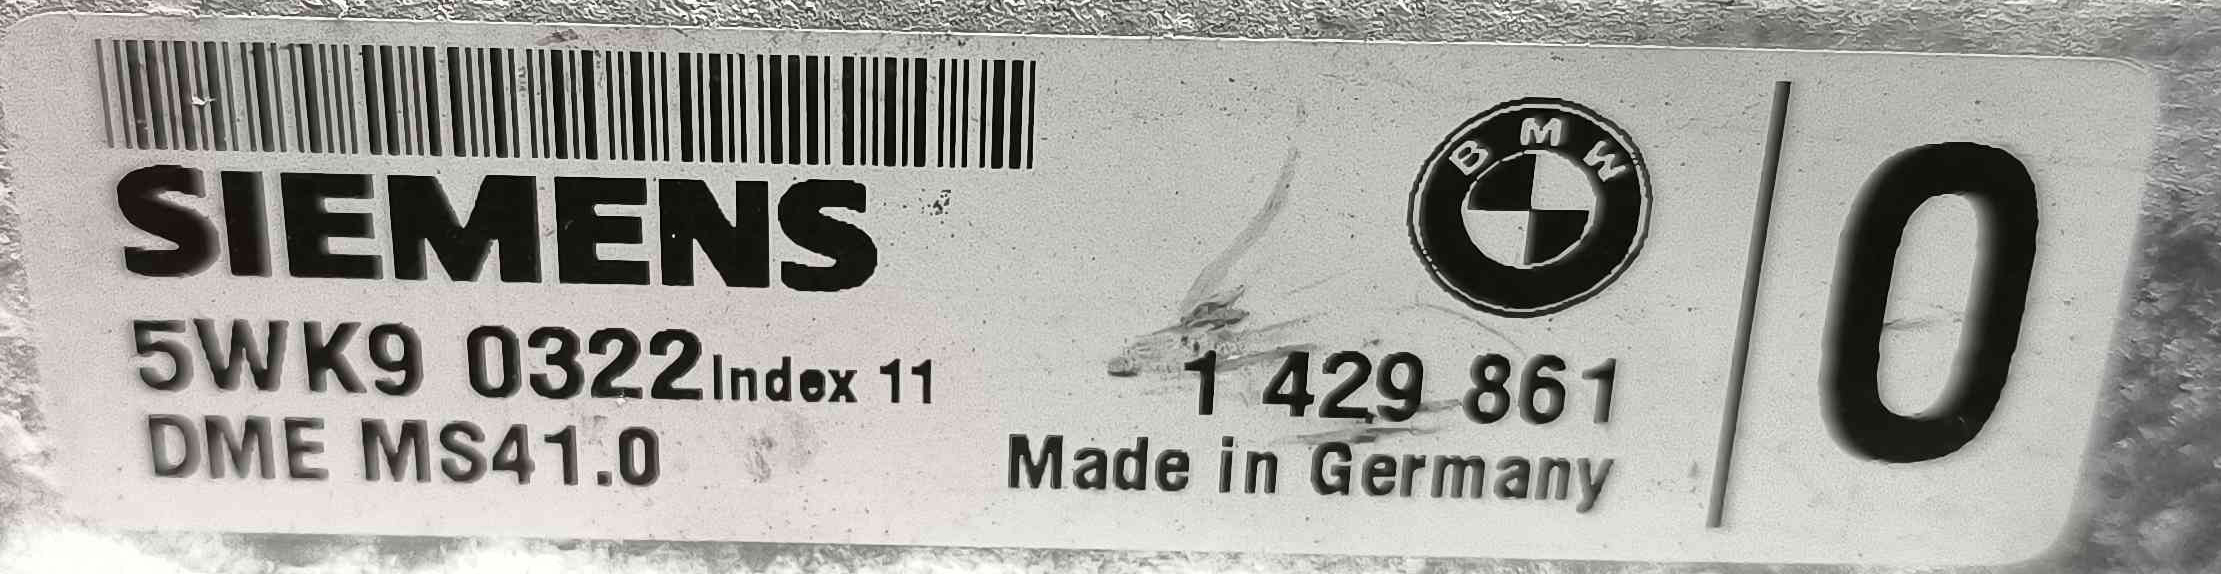 SIEMENS
BMW
5WK9 0322 Index 11
1 429 861
DME MS41.0
Made in Germany
0